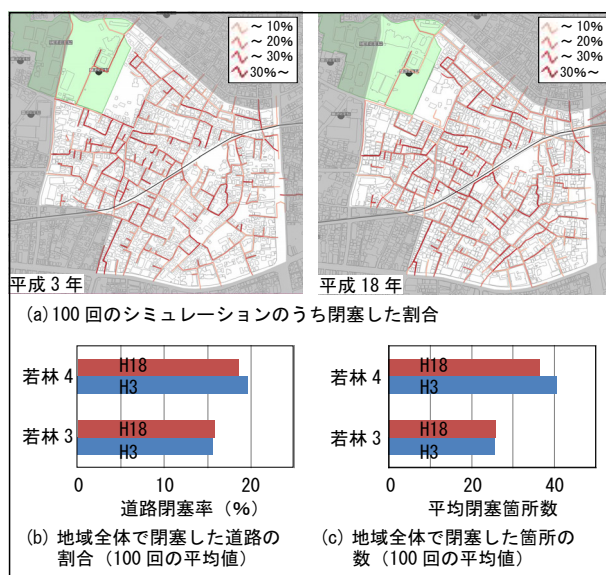 ～10%
～20%
～30%
30%～
平成 3 年
～10%
～20%
～30%
30%～
平成 18 年
(a) 100 回のシミュレーションのうち閉塞した割合
若林 4
H18
H3
若林 3
H18
H3
0 10 20
道路閉塞率（%）
(b) 地域全体で閉塞した道路の
割合（100 回の平均値）
若林 4
H18
H3
若林 3
H18
H3
0 20 40
平均閉塞箇所数
(c) 地域全体で閉塞した箇所の
数（100 回の平均値）